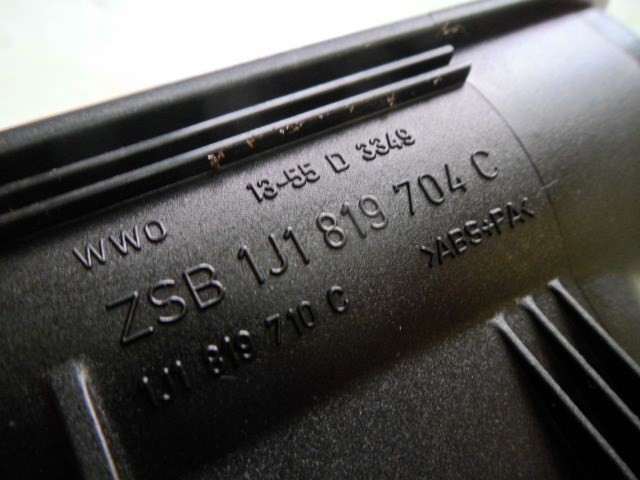 13-55 D 3349
WWO
ZSB 1J1 819 704 C
>ABS+PA<
1J1 819 710 C